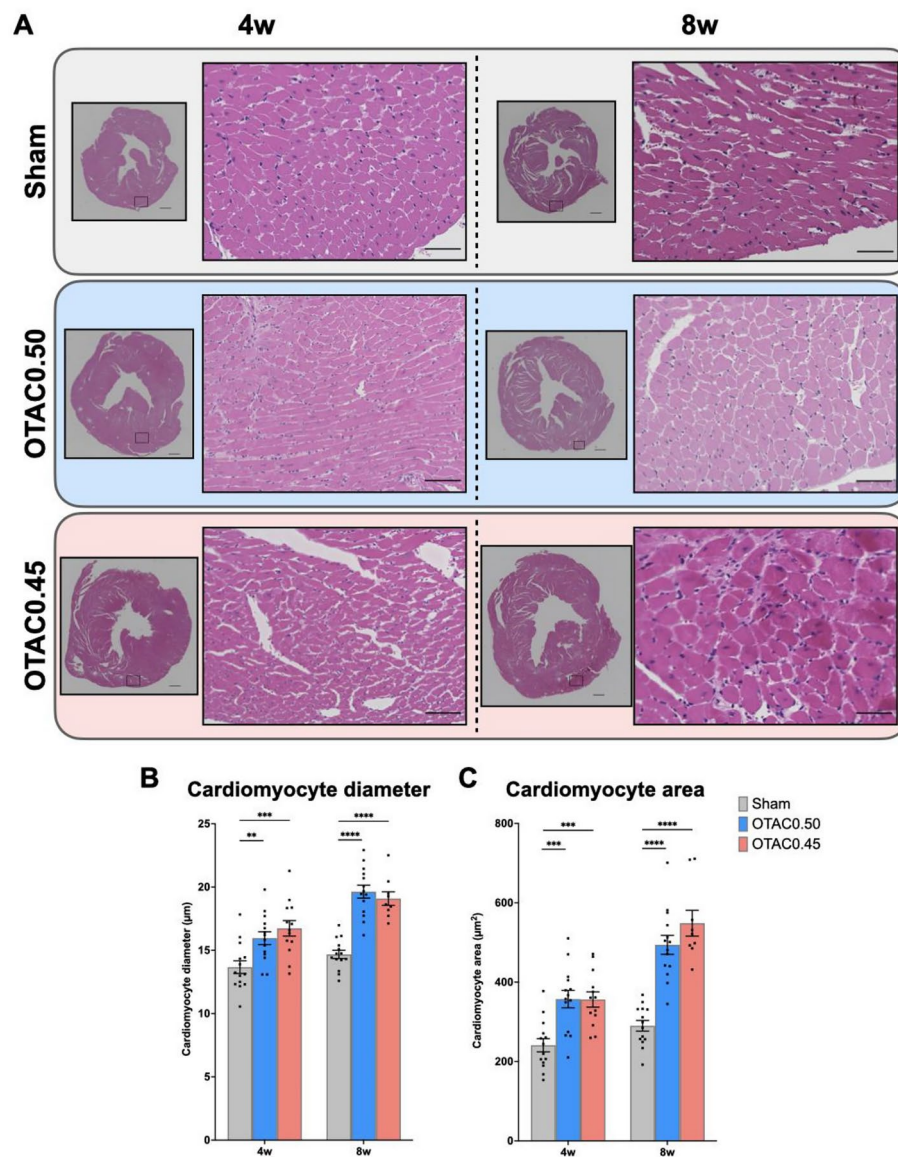 A
4w
8w
Sham
OTAC0.50
OTAC0.45
B
Cardiomyocyte diameter
Cardiomyocyte diameter (μm)
25
20
15
10
5
0
**
***
****
****
4w
8w
C
Cardiomyocyte area
Cardiomyocyte area (μm²)
800
600
400
200
0
***
***
****
****
4w
8w
Sham
OTAC0.50
OTAC0.45